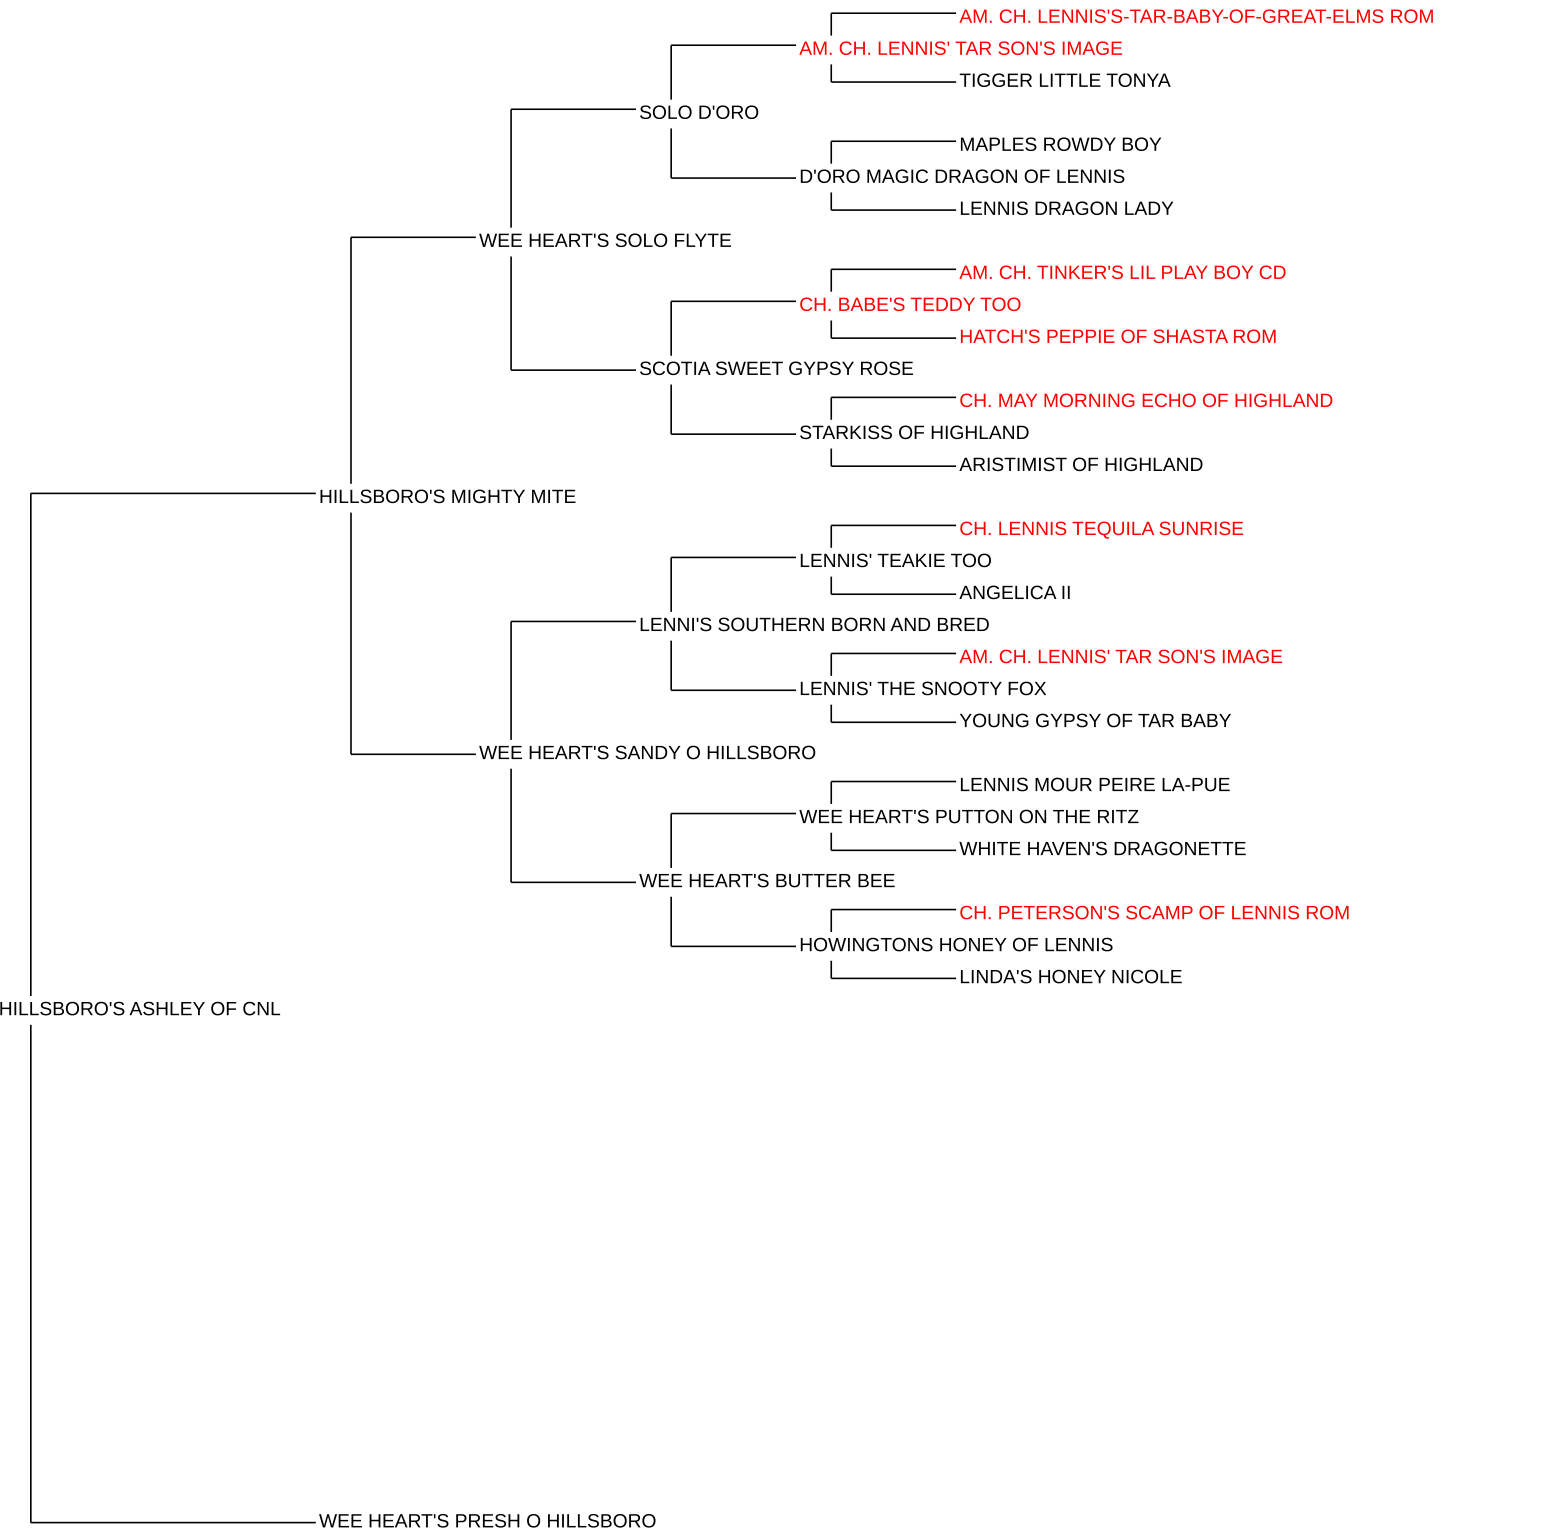 AM. CH. LENNIS'S-TAR-BABY-OF-GREAT-ELMS ROM
AM. CH. LENNIS' TAR SON'S IMAGE
TIGGER LITTLE TONYA
SOLO D'ORO
MAPLES ROWDY BOY
D'ORO MAGIC DRAGON OF LENNIS
LENNIS DRAGON LADY
WEE HEART'S SOLO FLYTE
AM. CH. TINKER'S LIL PLAY BOY CD
CH. BABE'S TEDDY TOO
HATCH'S PEPPIE OF SHASTA ROM
SCOTIA SWEET GYPSY ROSE
CH. MAY MORNING ECHO OF HIGHLAND
STARKISS OF HIGHLAND
ARISTIMIST OF HIGHLAND
HILLSBORO'S MIGHTY MITE
CH. LENNIS TEQUILA SUNRISE
LENNIS' TEAKIE TOO
ANGELICA II
LENNI'S SOUTHERN BORN AND BRED
AM. CH. LENNIS' TAR SON'S IMAGE
LENNIS' THE SNOOTY FOX
YOUNG GYPSY OF TAR BABY
WEE HEART'S SANDY O HILLSBORO
LENNIS MOUR PEIRE LA-PUE
WEE HEART'S PUTTON ON THE RITZ
WHITE HAVEN'S DRAGONETTE
WEE HEART'S BUTTER BEE
CH. PETERSON'S SCAMP OF LENNIS ROM
HOWINGTONS HONEY OF LENNIS
LINDA'S HONEY NICOLE
HILLSBORO'S ASHLEY OF CNL
WEE HEART'S PRESH O HILLSBORO